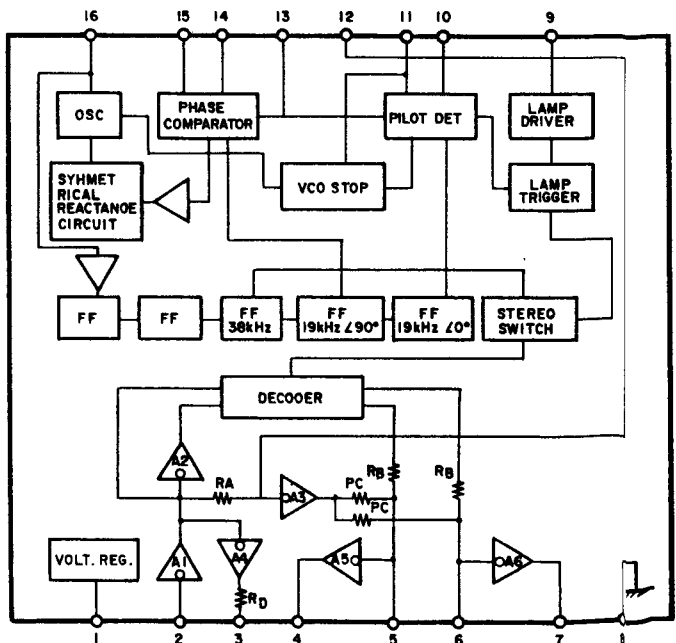 16 15 14 13 12 11 10 9
OSC
PHASE
COMPARATOR
PILOT DET
LAMP
DRIVER
SYHMET
RICAL
REACTANOE
CIRCUIT
VCO STOP
LAMP
TRIGGER
FF
FF
FF
38kHz
FF
19kHz ∠90°
FF
19kHz ∠0°
STEREO
SWITCH
DECOOER
A2
RA
A3
PC
PC
RB
RB
VOLT. REG.
A1
A4
RD
A5
A6
1 2 3 4 5 6 7